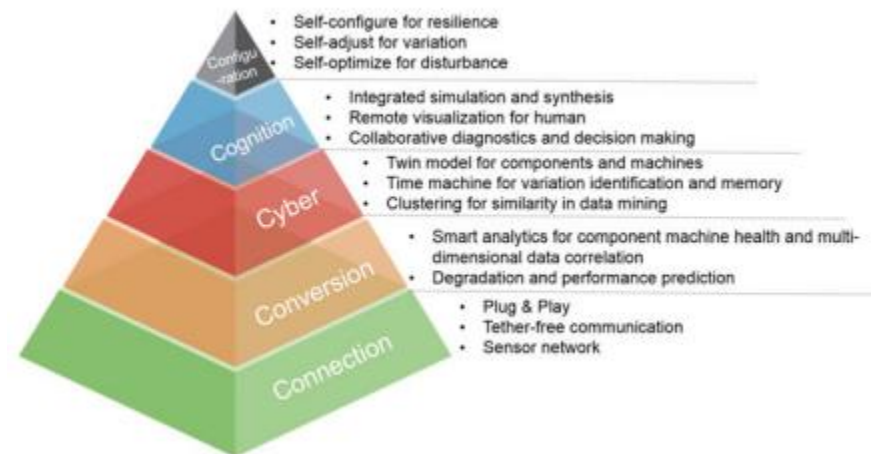 Configu
-ration
• Self-configure for resilience
• Self-adjust for variation
• Self-optimize for disturbance
Cognition
• Integrated simulation and synthesis
• Remote visualization for human
• Collaborative diagnostics and decision making
Cyber
• Twin model for components and machines
• Time machine for variation identification and memory
• Clustering for similarity in data mining
Conversion
• Smart analytics for component machine health and multi-
dimensional data correlation
• Degradation and performance prediction
Connection
• Plug & Play
• Tether-free communication
• Sensor network